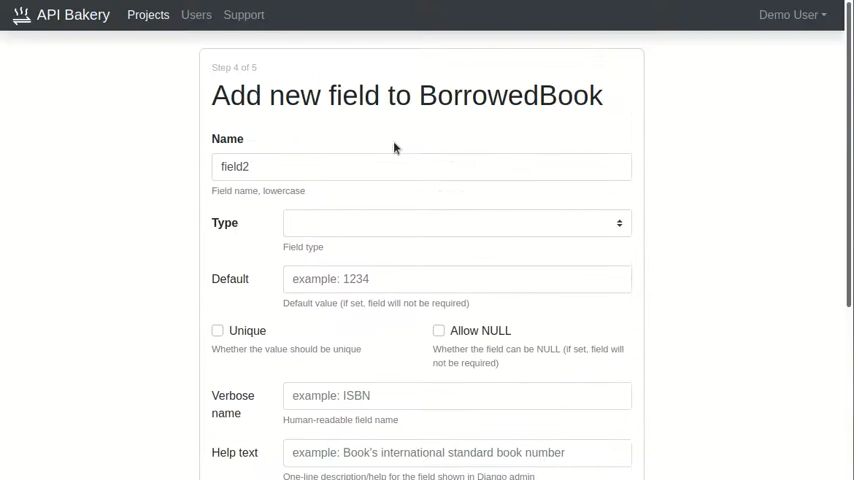 API Bakery Projects Users Support Demo User
Step 4 of 5
Add new field to BorrowedBook
Name
field2
Field name, lowercase
Type
Field type
Default example: 1234
Default value (if set, field will not be required)
Unique Allow NULL
Whether the value should be unique Whether the field can be NULL (if set, field will
not be required)
Verbose
name example: ISBN
Human-readable field name
Help text example: Book's international standard book number
One-line description/help for the field shown in Django admin